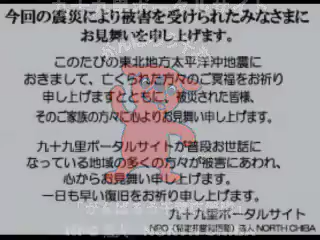 今回の震災により被害を受けられたみなさまに
お見舞いを申し上げます。
このたびの東北地方太平洋沖地震に
おきまして、亡くられた方々のご冥福をお祈り
申し上げますとともに、被災された皆様、
そのご家族の方々に心よりお見舞い申し上げます。
九十九里ポータルサイトが普段お世話に
なっている地域の多くの方々が被害にあわれ、
心からお見舞い申し上げます。
一日も早い復旧をお祈り申し上げます。
九十九里ポータルサイト
NORTH CHIBA